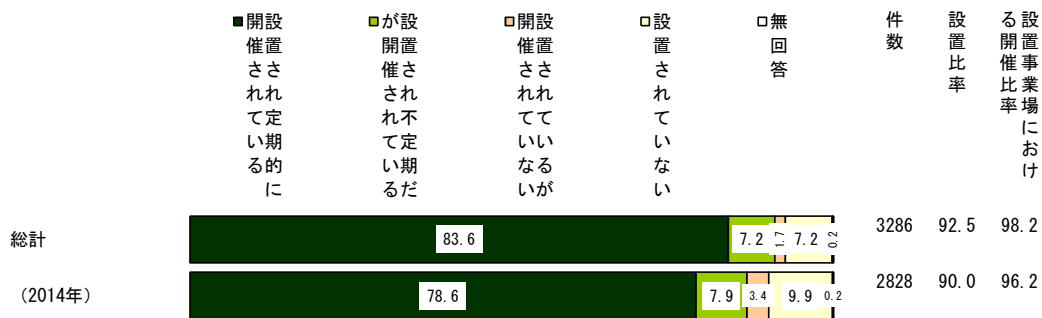 ■設置され定期的に開催されている
■設置され不定期だが開催されている
■設置されているが開催されていない
□設置されていない
□無回答
件数
設置比率
設置事業場における開催比率
総計 83.6 7.2 1.7 7.2 0.2 3286 92.5 98.2
（2014年） 78.6 7.9 3.4 9.9 0.2 2828 90.0 96.2